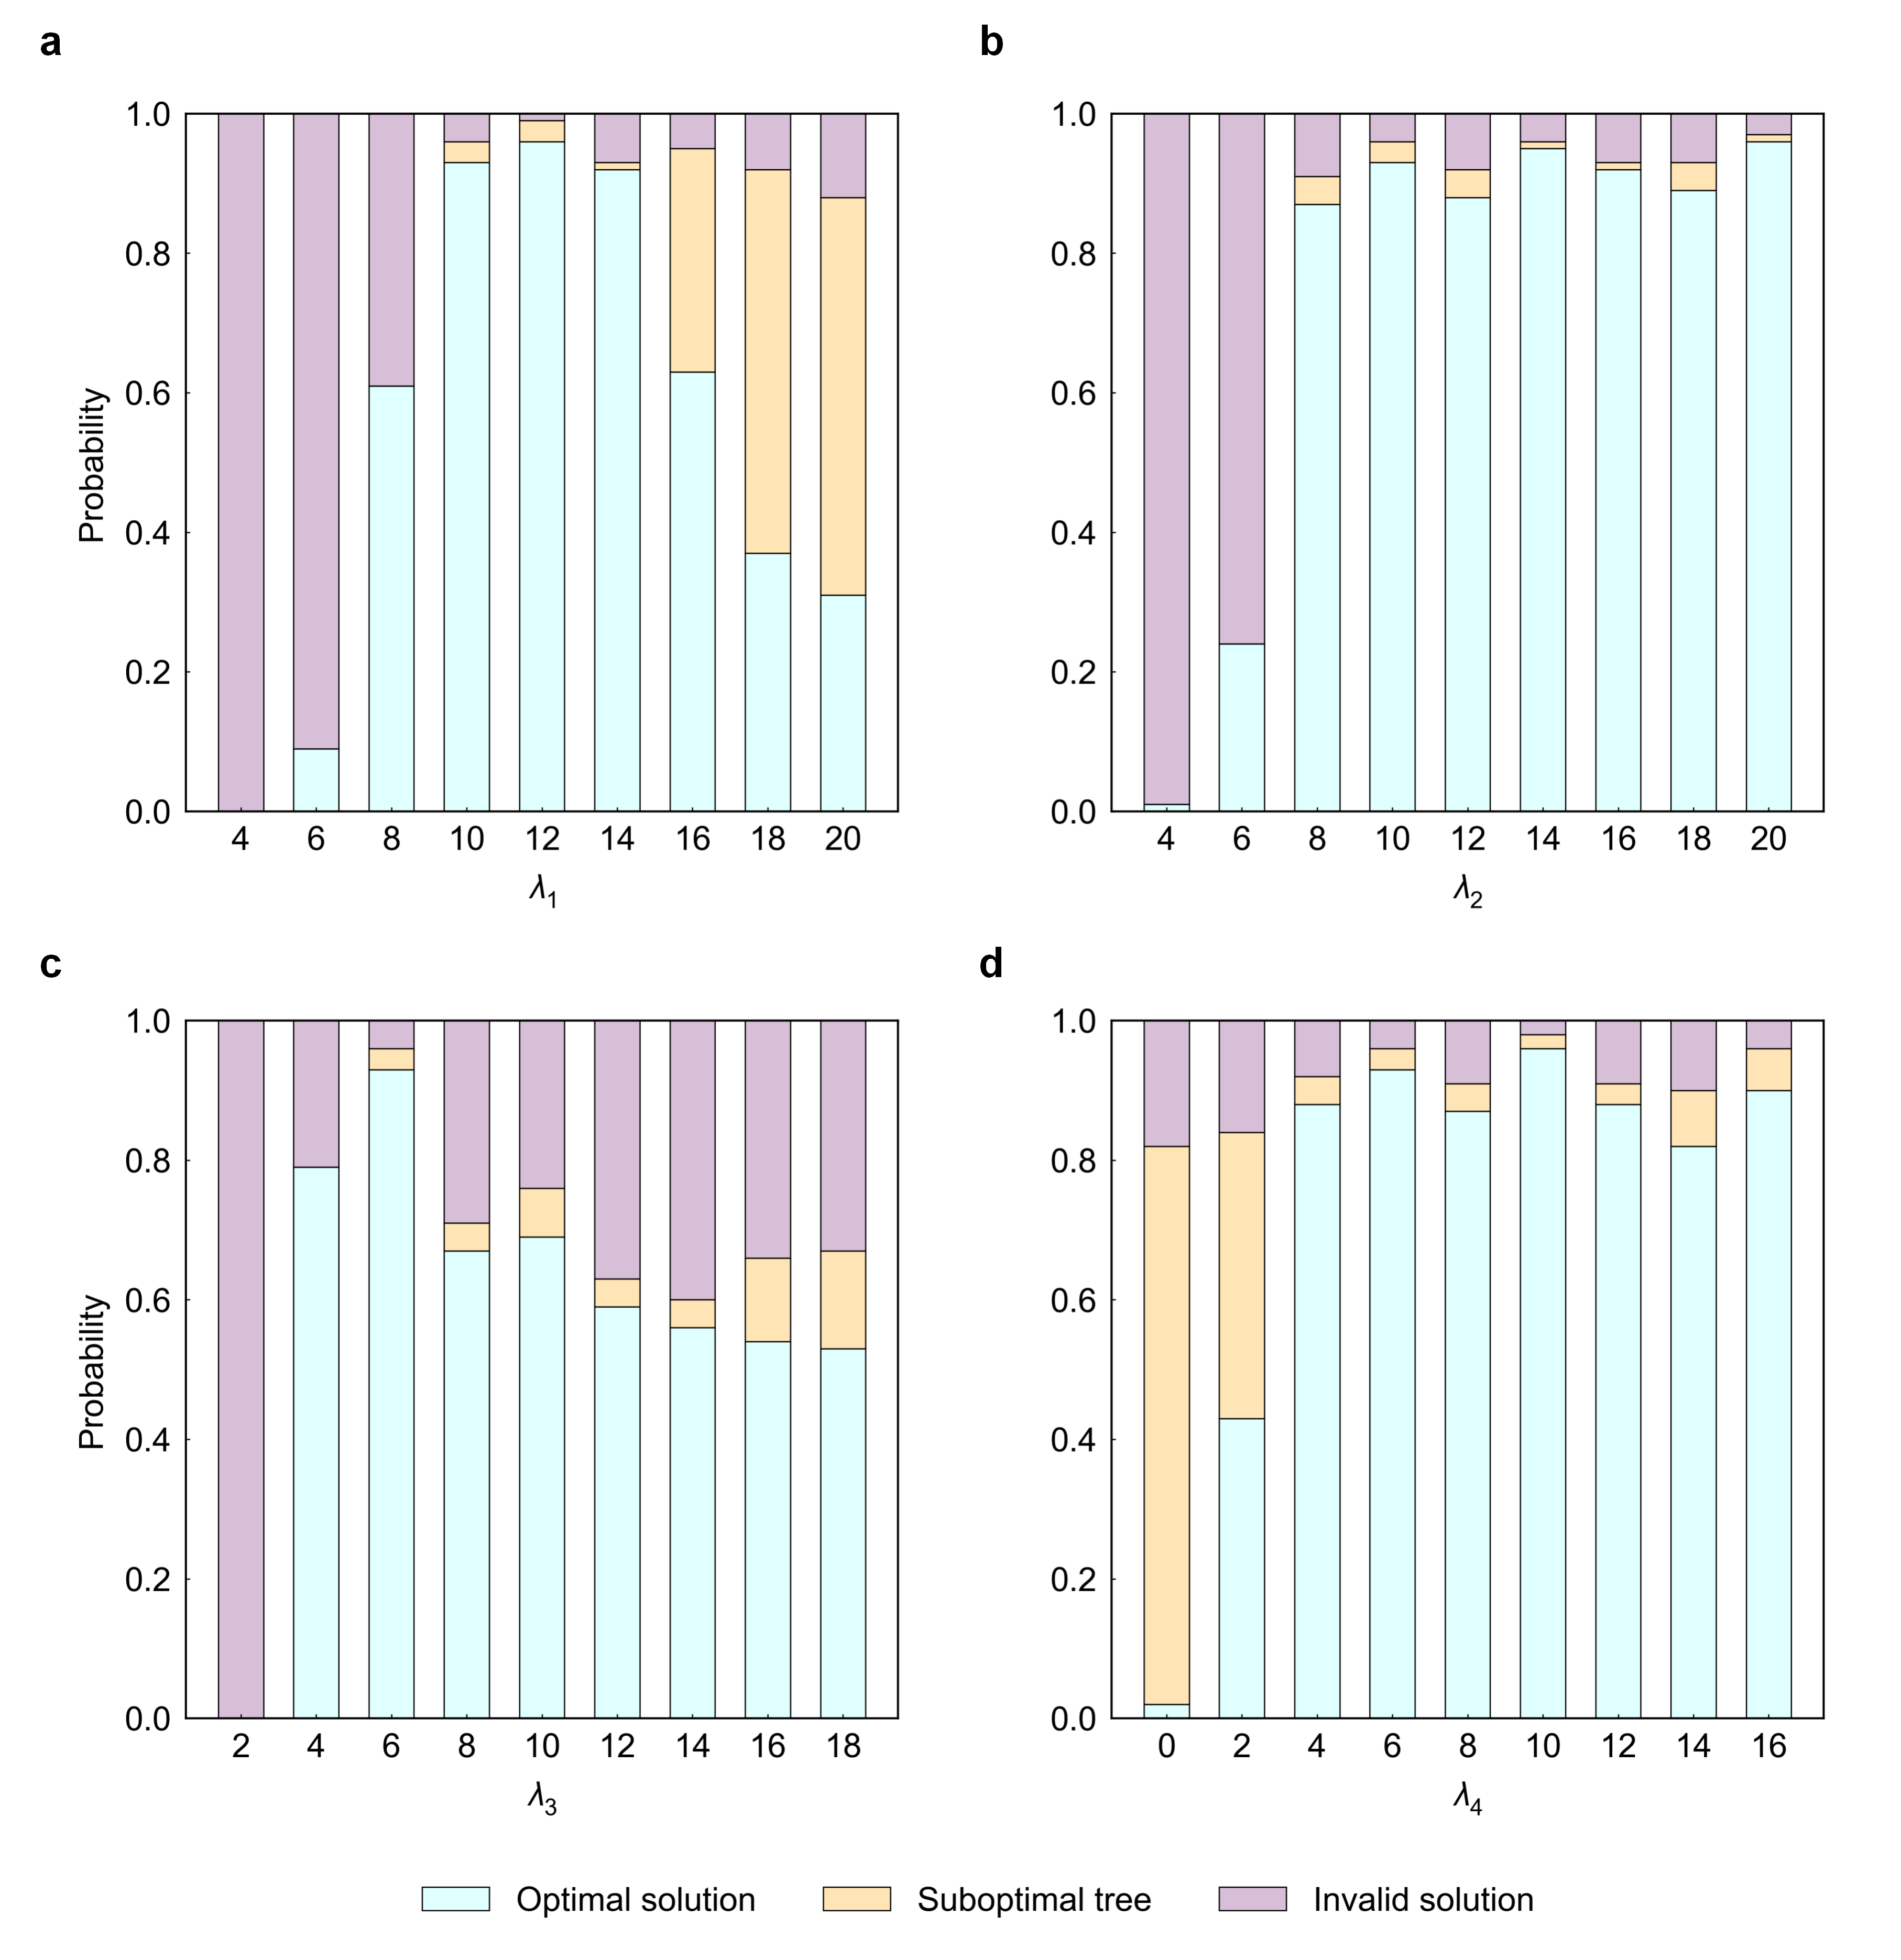 a
1.0
0.8
0.6
0.4
0.2
0.0
Probability
4 6 8 10 12 14 16 18 20
λ1
b
1.0
0.8
0.6
0.4
0.2
0.0
4 6 8 10 12 14 16 18 20
λ2
c
1.0
0.8
0.6
0.4
0.2
0.0
Probability
2 4 6 8 10 12 14 16 18
λ3
d
1.0
0.8
0.6
0.4
0.2
0.0
0 2 4 6 8 10 12 14 16
λ4
Optimal solution Suboptimal tree Invalid solution